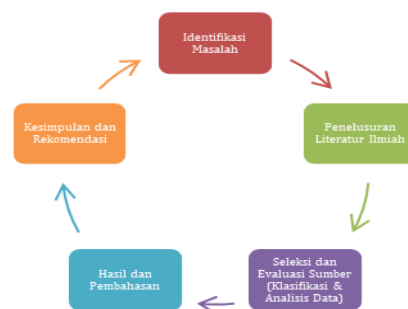 Identifikasi
Masalah
Penelusuran
Literatur Ilmiah
Seleksi dan
Evaluasi Sumber
(Klasifikasi &
Analisis Data)
Hasil dan
Pembahasan
Kesimpulan dan
Rekomendasi